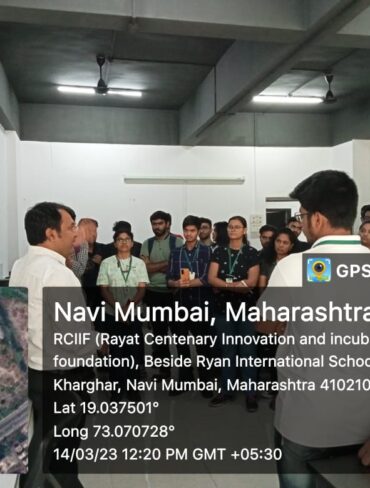 GPS
Navi Mumbai, Maharashtra
RCIIF (Rayat Centenary Innovation and incub
foundation), Beside Ryan International Schoo
Kharghar, Navi Mumbai, Maharashtra 410210
Lat 19.037501°
Long 73.070728°
14/03/23 12:20 PM GMT +05:30